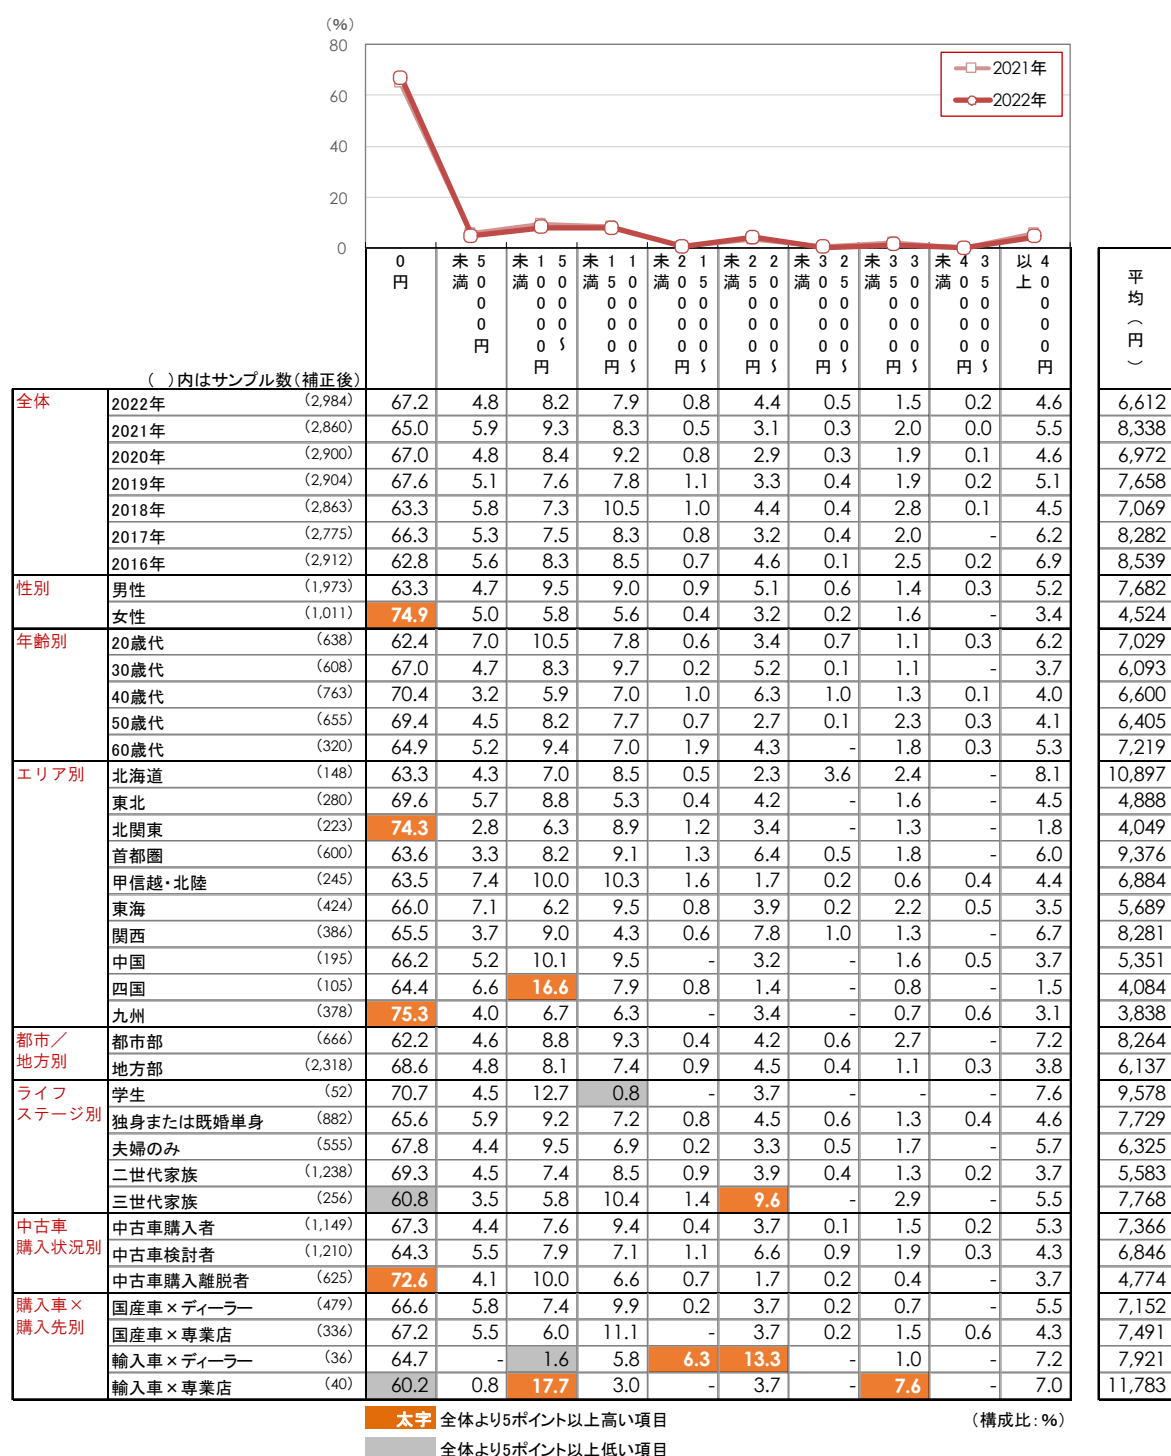 （%）
80
60
40
20
0
2021年
2022年
0円
5000円未満
5000～10000円未満
10000～15000円未満
15000～20000円未満
20000～25000円未満
25000～30000円未満
30000～35000円未満
35000～40000円未満
40000円以上
平均（円）
（　）内はサンプル数（補正後）
全体 2022年 (2,984) 67.2 4.8 8.2 7.9 0.8 4.4 0.5 1.5 0.2 4.6 6,612
2021年 (2,860) 65.0 5.9 9.3 8.3 0.5 3.1 0.3 2.0 0.0 5.5 8,338
2020年 (2,900) 67.0 4.8 8.4 9.2 0.8 2.9 0.3 1.9 0.1 4.6 6,972
2019年 (2,904) 67.6 5.1 7.6 7.8 1.1 3.3 0.4 1.9 0.2 5.1 7,658
2018年 (2,863) 63.3 5.8 7.3 10.5 1.0 4.4 0.4 2.8 0.1 4.5 7,069
2017年 (2,775) 66.3 5.3 7.5 8.3 0.8 3.2 0.4 2.0 - 6.2 8,282
2016年 (2,912) 62.8 5.6 8.3 8.5 0.7 4.6 0.1 2.5 0.2 6.9 8,539
性別 男性 (1,973) 63.3 4.7 9.5 9.0 0.9 5.1 0.6 1.4 0.3 5.2 7,682
女性 (1,011) 74.9 5.0 5.8 5.6 0.4 3.2 0.2 1.6 - 3.4 4,524
年齢別 20歳代 (638) 62.4 7.0 10.5 7.8 0.6 3.4 0.7 1.1 0.3 6.2 7,029
30歳代 (608) 67.0 4.7 8.3 9.7 0.2 5.2 0.1 1.1 - 3.7 6,093
40歳代 (763) 70.4 3.2 5.9 7.0 1.0 6.3 1.0 1.3 0.1 4.0 6,600
50歳代 (655) 69.4 4.5 8.2 7.7 0.7 2.7 0.1 2.3 0.3 4.1 6,405
60歳代 (320) 64.9 5.2 9.4 7.0 1.9 4.3 - 1.8 0.3 5.3 7,219
エリア別 北海道 (148) 63.3 4.3 7.0 8.5 0.5 2.3 3.6 2.4 - 8.1 10,897
東北 (280) 69.6 5.7 8.8 5.3 0.4 4.2 - 1.6 - 4.5 4,888
北関東 (223) 74.3 2.8 6.3 8.9 1.2 3.4 - 1.3 - 1.8 4,049
首都圏 (600) 63.6 3.3 8.2 9.1 1.3 6.4 0.5 1.8 - 6.0 9,376
甲信越・北陸 (245) 63.5 7.4 10.0 10.3 1.6 1.7 0.2 0.6 0.4 4.4 6,884
東海 (424) 66.0 7.1 6.2 9.5 0.8 3.9 0.2 2.2 0.5 3.5 5,689
関西 (386) 65.5 3.7 9.0 4.3 0.6 7.8 1.0 1.3 - 6.7 8,281
中国 (195) 66.2 5.2 10.1 9.5 - 3.2 - 1.6 0.5 3.7 5,351
四国 (105) 64.4 6.6 16.6 7.9 0.8 1.4 - 0.8 - 1.5 4,084
九州 (378) 75.3 4.0 6.7 6.3 - 3.4 - 0.7 0.6 3.1 3,838
都市／ 都市部 (666) 62.2 4.6 8.8 9.3 0.4 4.2 0.6 2.7 - 7.2 8,264
地方別 地方部 (2,318) 68.6 4.8 8.1 7.4 0.9 4.5 0.4 1.1 0.3 3.8 6,137
ライフ 学生 (52) 70.7 4.5 12.7 0.8 - 3.7 - - - 7.6 9,578
ステージ別 独身または既婚単身 (882) 65.6 5.9 9.2 7.2 0.8 4.5 0.6 1.3 0.4 4.6 7,729
夫婦のみ (555) 67.8 4.4 9.5 6.9 0.2 3.3 0.5 1.7 - 5.7 6,325
二世代家族 (1,238) 69.3 4.5 7.4 8.5 0.9 3.9 0.4 1.3 0.2 3.7 5,583
三世代家族 (256) 60.8 3.5 5.8 10.4 1.4 9.6 - 2.9 - 5.5 7,768
中古車 中古車購入者 (1,149) 67.3 4.4 7.6 9.4 0.4 3.7 0.1 1.5 0.2 5.3 7,366
購入状況別 中古車検討者 (1,210) 64.3 5.5 7.9 7.1 1.1 6.6 0.9 1.9 0.3 4.3 6,846
中古車購入離脱者 (625) 72.6 4.1 10.0 6.6 0.7 1.7 0.2 0.4 - 3.7 4,774
購入車× 国産車×ディーラー (479) 66.6 5.8 7.4 9.9 0.2 3.7 0.2 0.7 - 5.5 7,152
購入先別 国産車×専業店 (336) 67.2 5.5 6.0 11.1 - 3.7 0.2 1.5 0.6 4.3 7,491
輸入車×ディーラー (36) 64.7 - 1.6 5.8 6.3 13.3 - 1.0 - 7.2 7,921
輸入車×専業店 (40) 60.2 0.8 17.7 3.0 - 3.7 - 7.6 - 7.0 11,783
太字 全体より5ポイント以上高い項目 （構成比：%）
全体より5ポイント以上低い項目